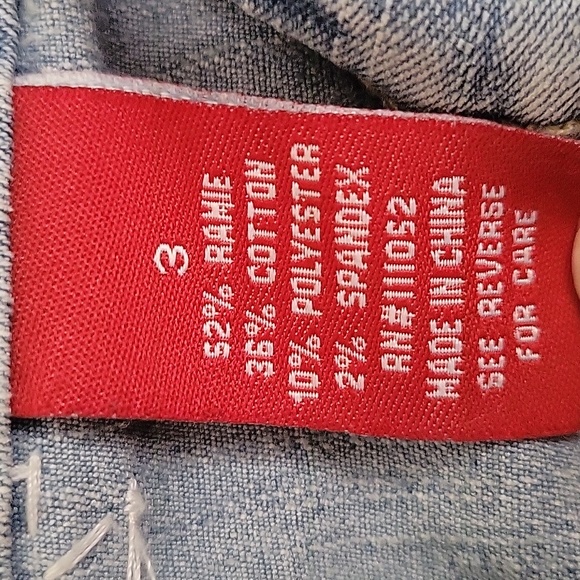 3
52% RAMIE
36% COTTON
10% POLYESTER
2% SPANDEX
RN#111052
MADE IN CHINA
SEE REVERSE
FOR CARE